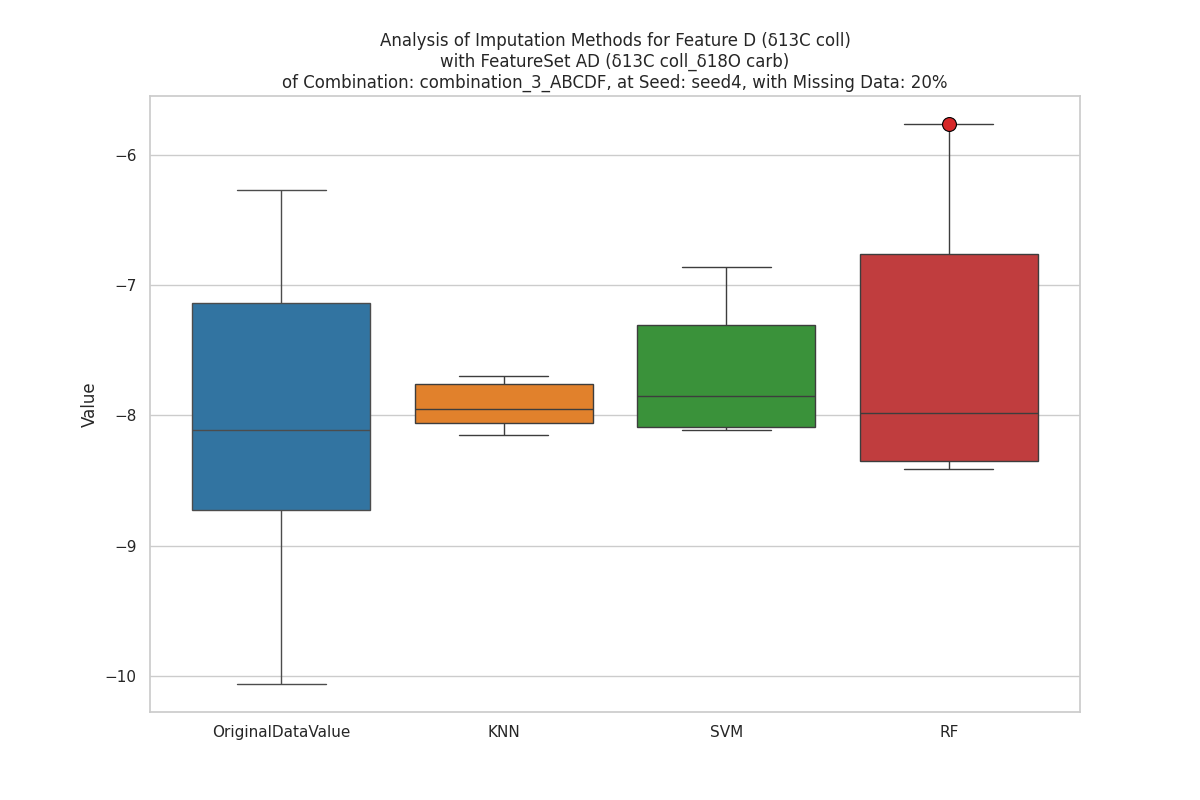 Analysis of Imputation Methods for Feature D (δ13C coll)
with FeatureSet AD (δ13C coll_δ18O carb)
of Combination: combination_3_ABCDF, at Seed: seed4, with Missing Data: 20%
−6
−7
−8
−9
−10
Value
OriginalDataValue
KNN
SVM
RF